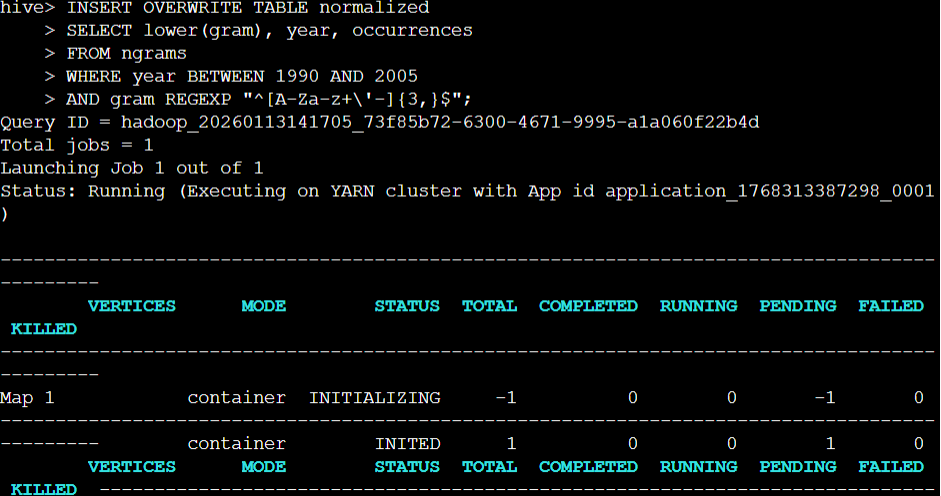 hive> INSERT OVERWRITE TABLE normalized
    > SELECT lower(gram), year, occurrences
    > FROM ngrams
    > WHERE year BETWEEN 1990 AND 2005
    > AND gram REGEXP "^[A-Za-z+\'-]{3,}$";
Query ID = hadoop_20260113141705_73f85b72-6300-4671-9995-a1a060f22b4d
Total jobs = 1
Launching Job 1 out of 1
Status: Running (Executing on YARN cluster with App id application_1768313387298_0001
)
-------------------------------------------------------------------------------------
---------
        VERTICES      MODE        STATUS  TOTAL  COMPLETED  RUNNING  PENDING  FAILED
 KILLED
-------------------------------------------------------------------------------------
---------
Map 1            container  INITIALIZING     -1          0        0       -1       0
-------------------------------------------------------------------------------------
---------        container        INITED      1          0        0        1       0
        VERTICES      MODE        STATUS  TOTAL  COMPLETED  RUNNING  PENDING  FAILED
 KILLED  ----------------------------------------------------------------------------